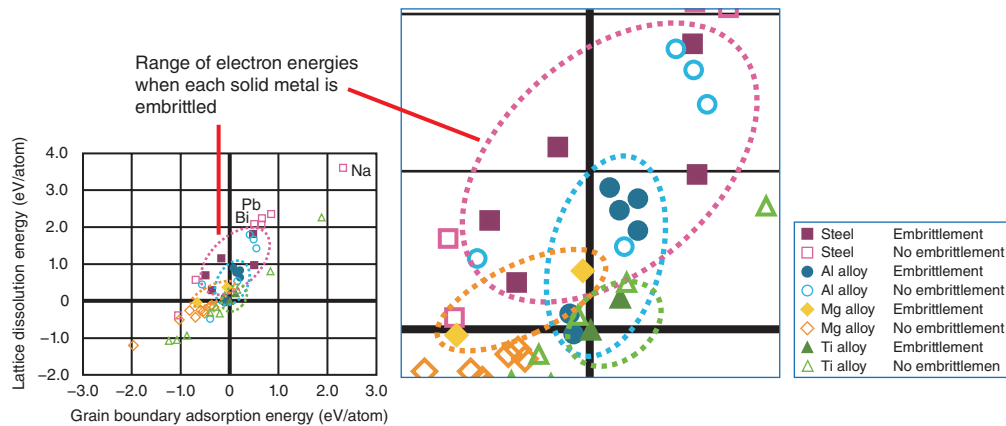 Range of electron energies
when each solid metal is
embrittled
Lattice dissolution energy (eV/atom)
4.0
3.0
2.0
1.0
0
−1.0
−2.0
Na
Pb
Bi
−3.0 −2.0 −1.0 0 1.0 2.0 3.0
Grain boundary adsorption energy (eV/atom)
Steel Embrittlement
Steel No embrittlement
Al alloy Embrittlement
Al alloy No embrittlement
Mg alloy Embrittlement
Mg alloy No embrittlement
Ti alloy Embrittlement
Ti alloy No embrittlemen